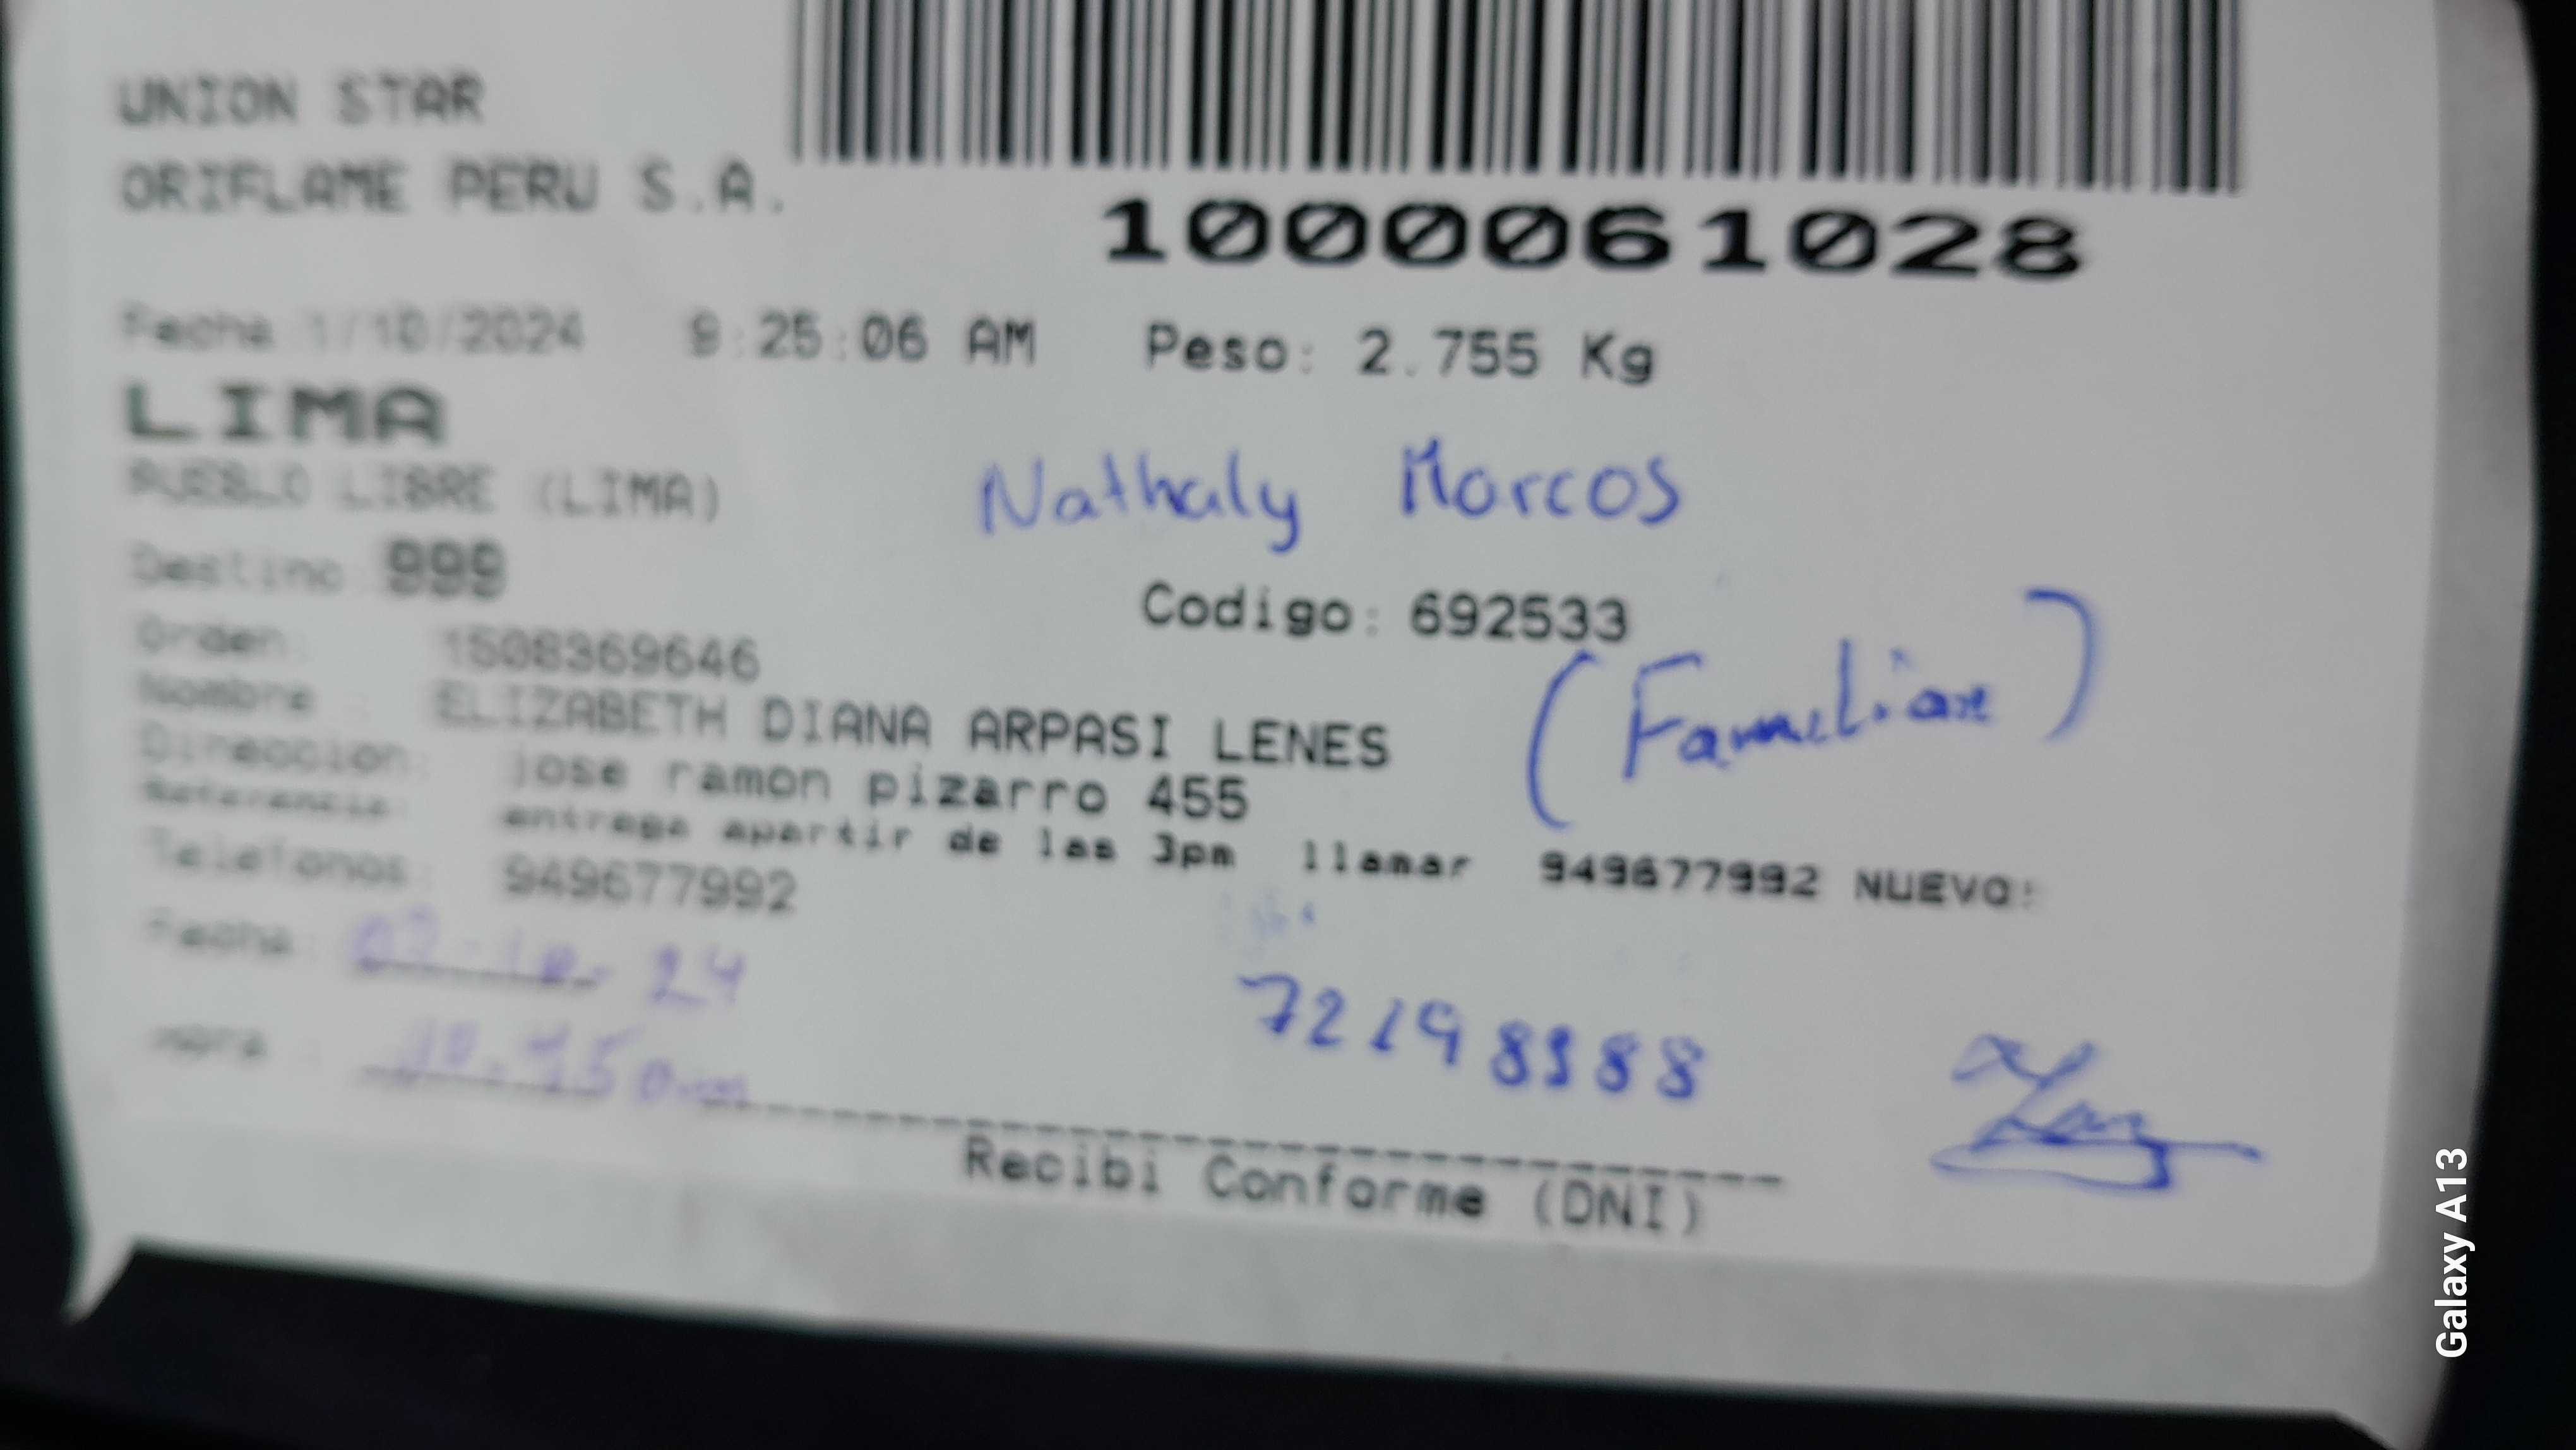 UNION STAR
ORIFLAME PERU S.A.
1000061028
Fecha 1/10/2024 9:25:06 AM Peso: 2.755 Kg
LIMA
PUEBLO LIBRE (LIMA)
Nathaly Marcos
Destino 999
Codigo: 692533
Orden: 1508369646
(Familiar)
Nombre : ELIZABETH DIANA ARPASI LENES
Direccion: jose ramon pizarro 455
Referencia: entrega apartir de las 3pm llamar 949677992 NUEVO:
Telefonos: 949677992
Fecha: 24
72198988
Hora :
Recibi Conforme (DNI)
Galaxy A13